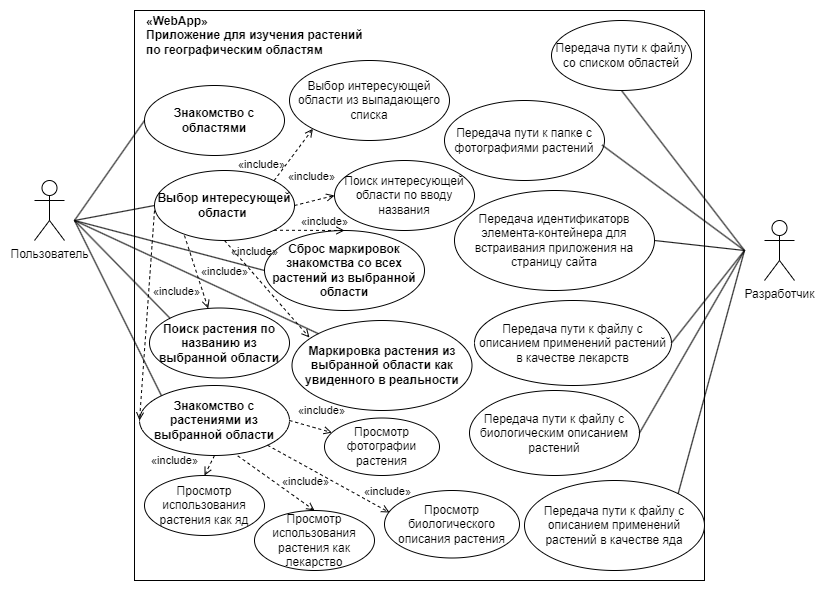 «WebApp»
Приложение для изучения растений
по географическим областям
Передача пути к файлу
со списком областей
Выбор интересующей
области из выпадающего
списка
Знакомство с
областями
Передача пути к папке с
фотографиями растений
«include»
«include»
Поиск интересующей
области по вводу
названия
Выбор интересующей
области
«include»
Передача идентификаторв
элемента-контейнера для
встраивания приложения на
страницу сайта
Пользователь
«include»
Сброс маркировок
знакомства со всех
растений из выбранной
области
«include»
«include»
Разработчик
Поиск растения по
названию из
выбранной области
Маркировка растения из
выбранной области как
увиденного в реальности
Передача пути к файлу с
описанием применений растений
в качестве лекарств
Знакомство с
растениями из
выбранной области
«include»
Просмотр
фотографии
растения
Передача пути к файлу с
биологическим описанием
растений
«include»
«include»
«include»
Просмотр
использования
растения как яд
Просмотр
использования
растения как
лекарство
Просмотр
биологического
описания растения
Передача пути к файлу с
описанием применений
растений в качестве яда